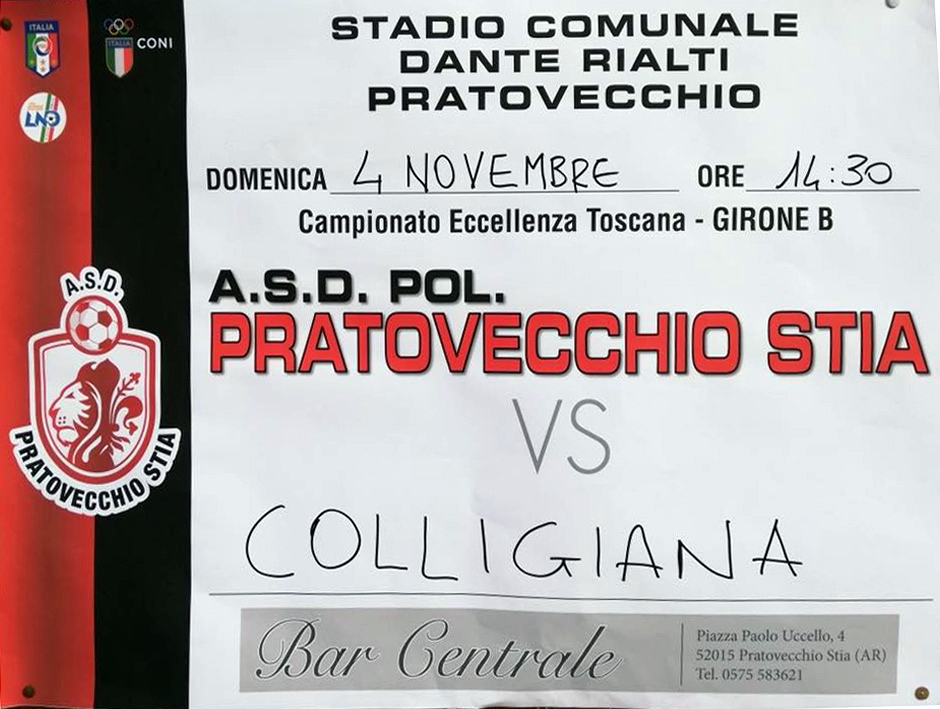 ITALIA
ITALIA
CONI
LND
STADIO COMUNALE
DANTE RIALTI
PRATOVECCHIO
DOMENICA 4 NOVEMBRE ORE 14:30
Campionato Eccellenza Toscana - GIRONE B
A.S.D. POL.
PRATOVECCHIO STIA
VS
COLLIGIANA
A.S.D.
PRATOVECCHIO STIA
Bar Centrale
Piazza Paolo Uccello, 4
52015 Pratovecchio Stia (AR)
Tel. 0575 583621